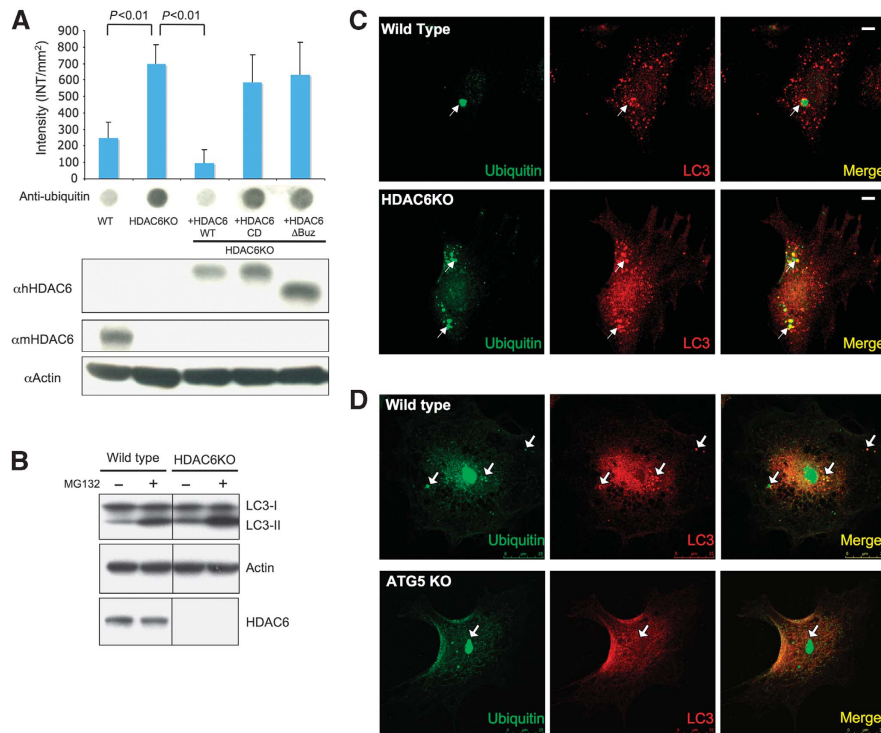 A
P<0.01
P<0.01
Intensity (INT/mm²)
900
800
700
600
500
400
300
200
100
0
Anti-ubiquitin
WT
HDAC6KO
+HDAC6 WT
+HDAC6 CD
+HDAC6 ΔBuz
HDAC6KO
αhHDAC6
αmHDAC6
αActin
B
Wild type
HDAC6KO
MG132
– + – +
LC3-I
LC3-II
Actin
HDAC6
C
Wild Type
Ubiquitin
LC3
Merge
HDAC6KO
Ubiquitin
LC3
Merge
D
Wild type
Ubiquitin
LC3
Merge
ATG5 KO
Ubiquitin
LC3
Merge